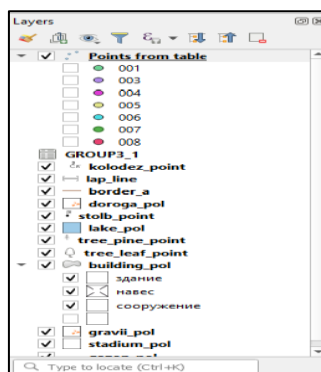 Layers
Points from table
001
003
004
005
006
007
008
GROUP3_1
kolodez_point
lap_line
border_a
doroga_pol
stolb_point
lake_pol
tree_pine_point
tree_leaf_point
building_pol
здание
навес
сооружение
gravii_pol
stadium_pol
Type to locate (Ctrl+K)